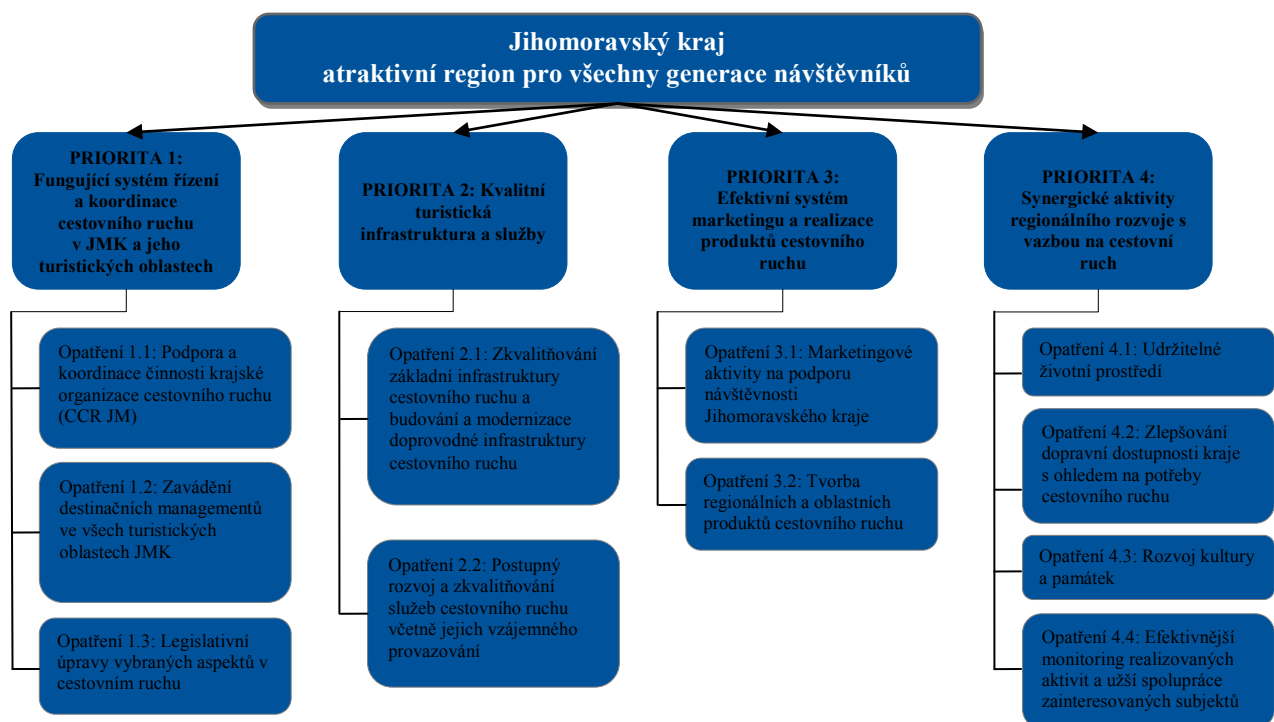 Jihomoravský kraj
atraktivní region pro všechny generace návštěvníků
PRIORITA 1:
Fungující systém řízení
a koordinace
cestovního ruchu
v JMK a jeho
turistických oblastech
Opatření 1.1: Podpora a
koordinace činnosti krajské
organizace cestovního ruchu
(CCR JM)
Opatření 1.2: Zavádění
destinačních managementů
ve všech turistických
oblastech JMK
Opatření 1.3: Legislativní
úpravy vybraných aspektů v
cestovním ruchu
PRIORITA 2: Kvalitní
turistická
infrastruktura a služby
Opatření 2.1: Zkvalitňování
základní infrastruktury
cestovního ruchu a
budování a modernizace
doprovodné infrastruktury
cestovního ruchu
Opatření 2.2: Postupný
rozvoj a zkvalitňování
služeb cestovního ruchu
včetně jejich vzájemného
provazování
PRIORITA 3:
Efektivní systém
marketingu a realizace
produktů cestovního
ruchu
Opatření 3.1: Marketingové
aktivity na podporu
návštěvnosti
Jihomoravského kraje
Opatření 3.2: Tvorba
regionálních a oblastních
produktů cestovního ruchu
PRIORITA 4:
Synergické aktivity
regionálního rozvoje s
vazbou na cestovní
ruch
Opatření 4.1: Udržitelné
životní prostředí
Opatření 4.2: Zlepšování
dopravní dostupnosti kraje
s ohledem na potřeby
cestovního ruchu
Opatření 4.3: Rozvoj kultury
a památek
Opatření 4.4: Efektivnější
monitoring realizovaných
aktivit a užší spolupráce
zainteresovaných subjektů